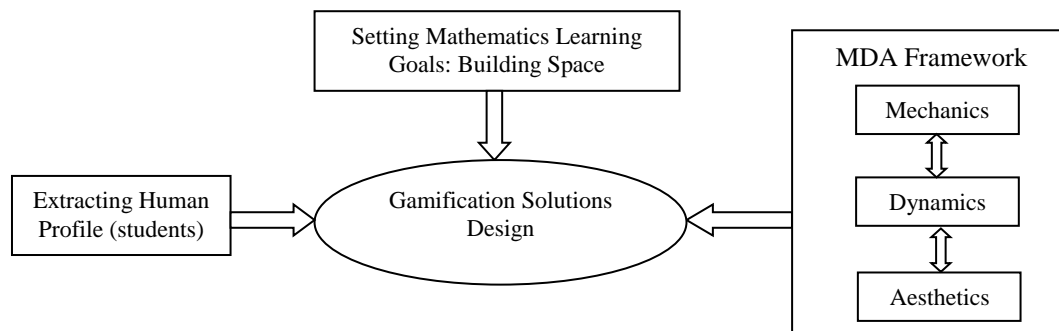 Setting Mathematics Learning
Goals: Building Space
MDA Framework
Mechanics
Extracting Human
Profile (students)
Gamification Solutions
Design
Dynamics
Aesthetics